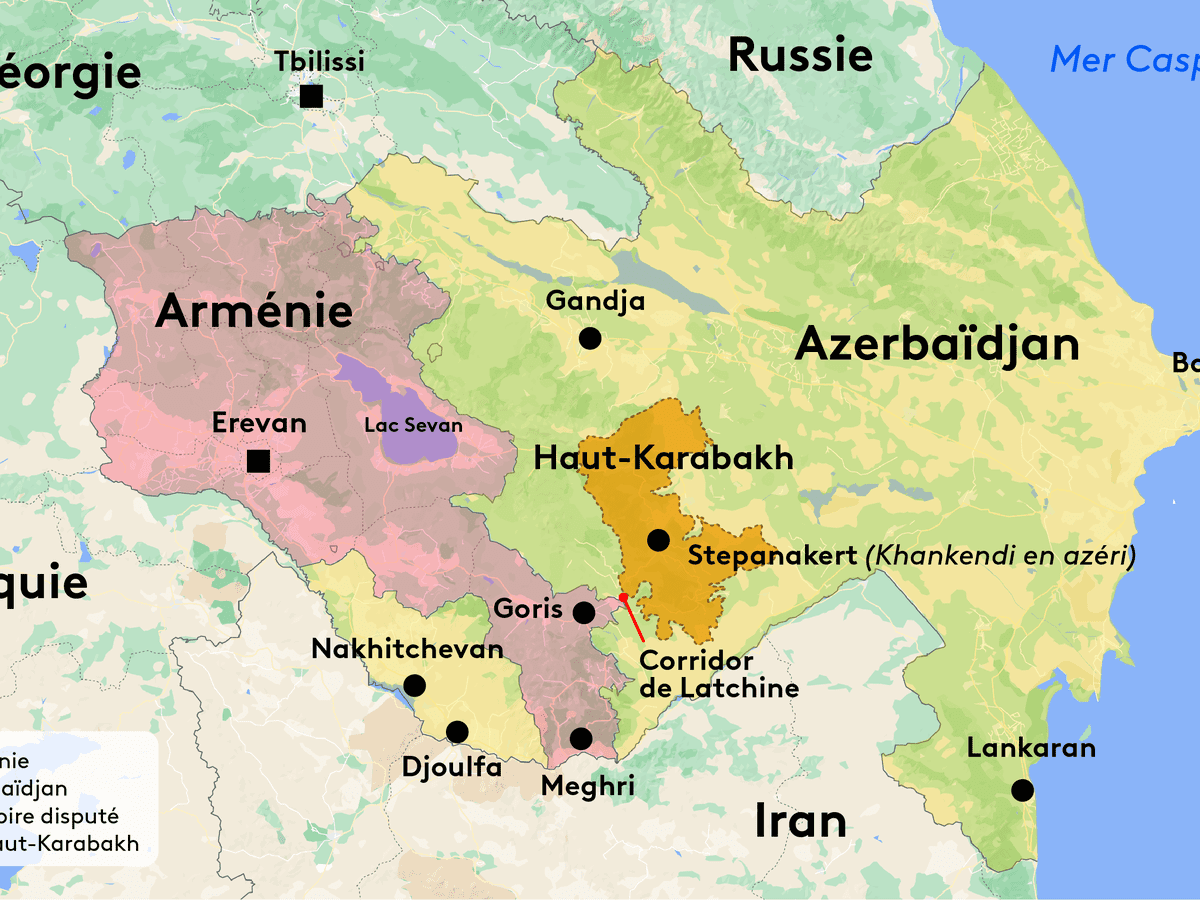 Russie
Mer Casp
éorgie
Tbilissi
Gandja
Arménie
Azerbaïdjan
Ba
Erevan
Lac Sevan
Haut-Karabakh
Stepanakert (Khankendi en azéri)
quie
Goris
Nakhitchevan
Corridor
de Latchine
Djoulfa
Meghri
Lankaran
Iran
nie
aïdjan
oire disputé
aut-Karabakh